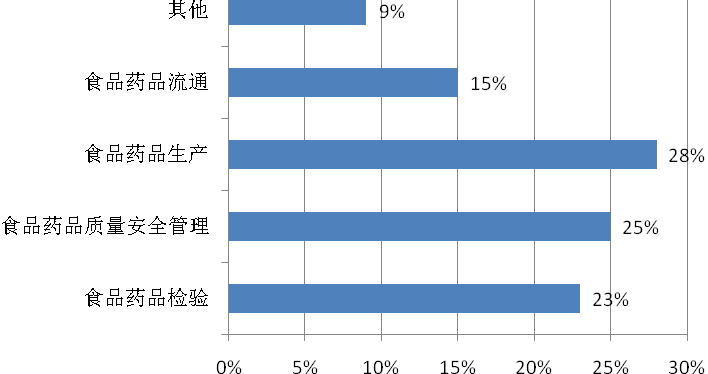 其他 9%
食品药品流通 15%
食品药品生产 28%
食品药品质量安全管理 25%
食品药品检验 23%
0% 5% 10% 15% 20% 25% 30%